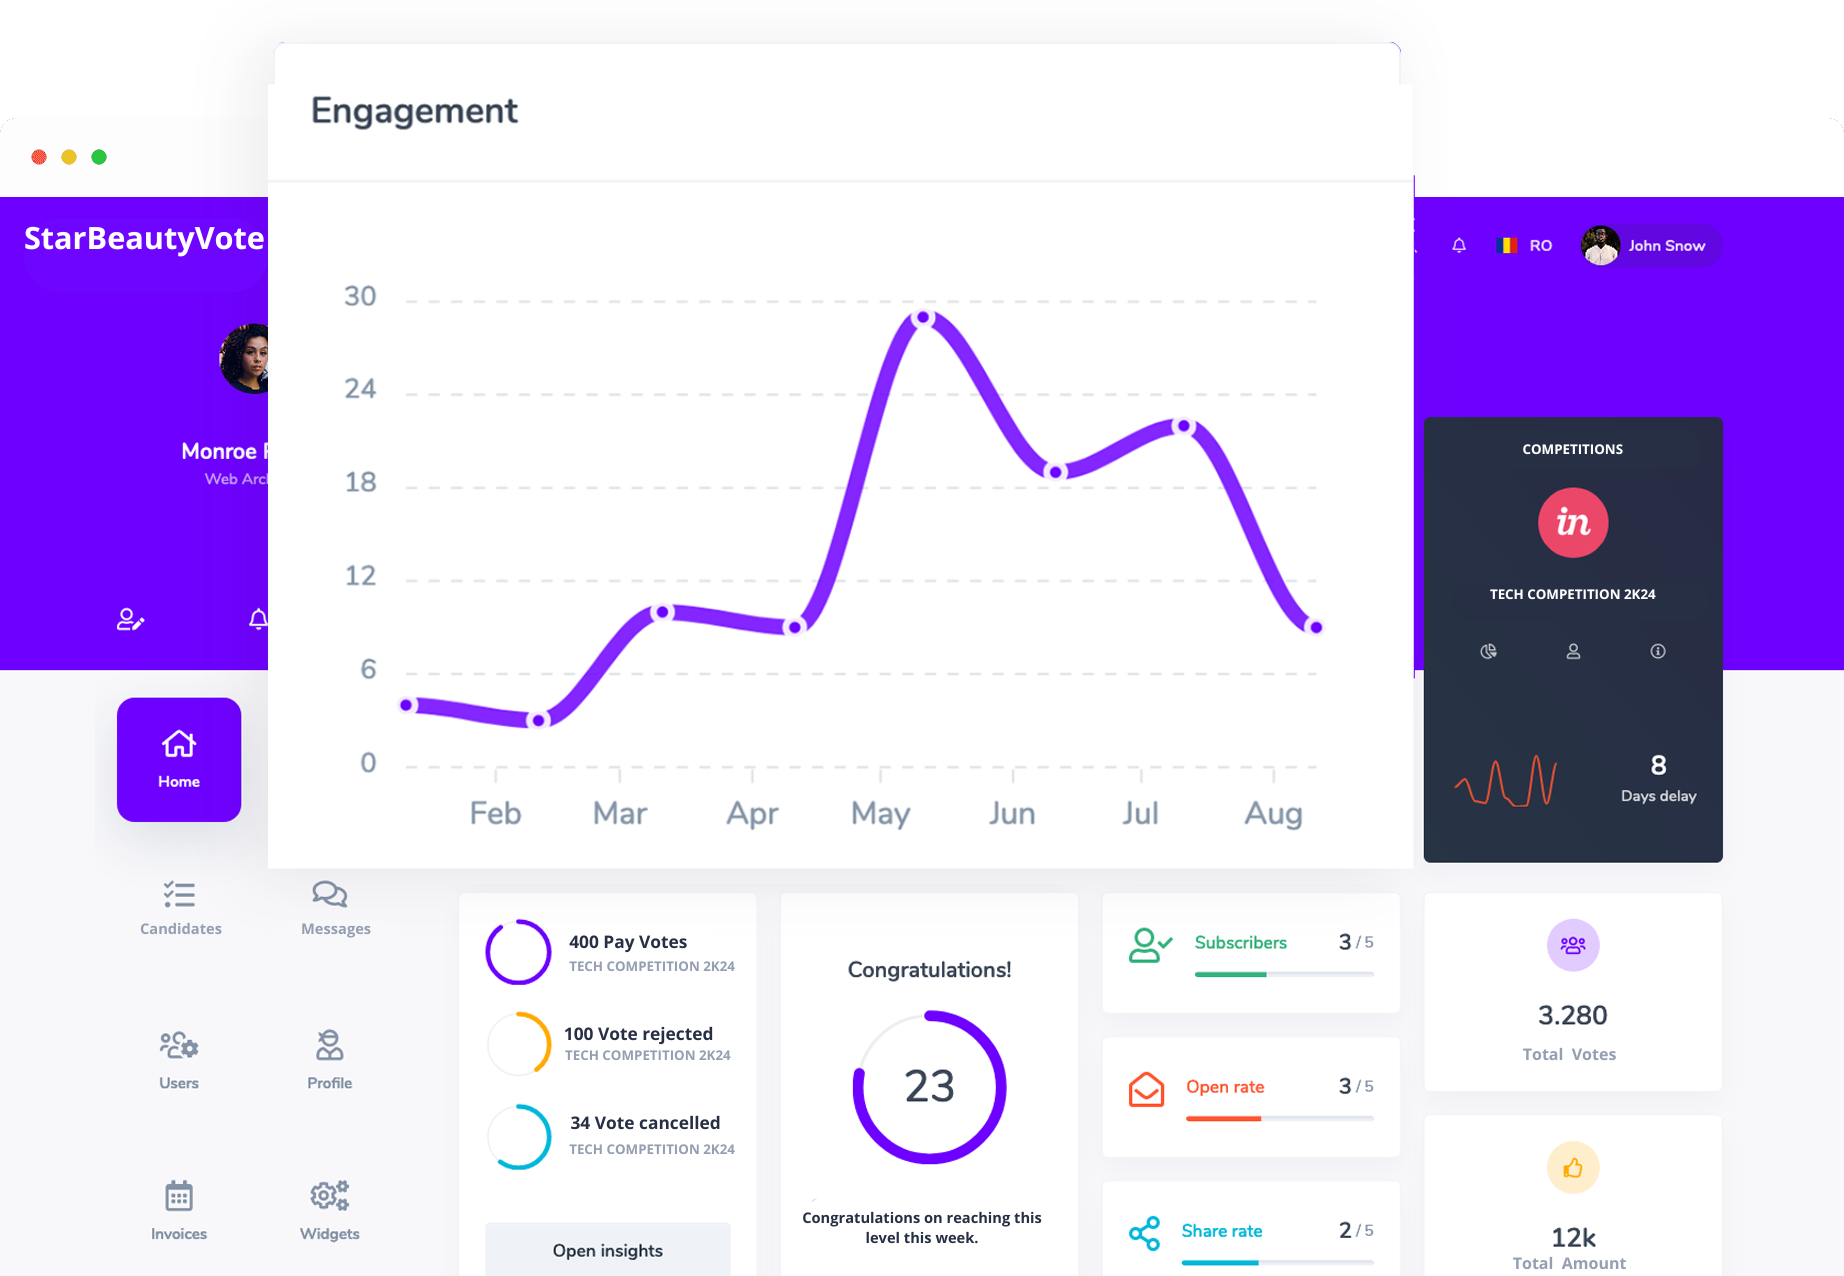 Engagement
StarBeautyVote
RO
John Snow
Monroe
Web
30
24
18
12
6
0
Feb Mar Apr May Jun Jul Aug
COMPETITIONS
in
TECH COMPETITION 2K24
8
Days delay
Home
Candidates
Messages
Users
Profile
Invoices
Widgets
400 Pay Votes
TECH COMPETITION 2K24
100 Vote rejected
TECH COMPETITION 2K24
34 Vote cancelled
TECH COMPETITION 2K24
Open insights
Congratulations!
23
Congratulations on reaching this
level this week.
Subscribers 3 / 5
Open rate 3 / 5
Share rate 2 / 5
3.280
Total Votes
12k
Total Amount